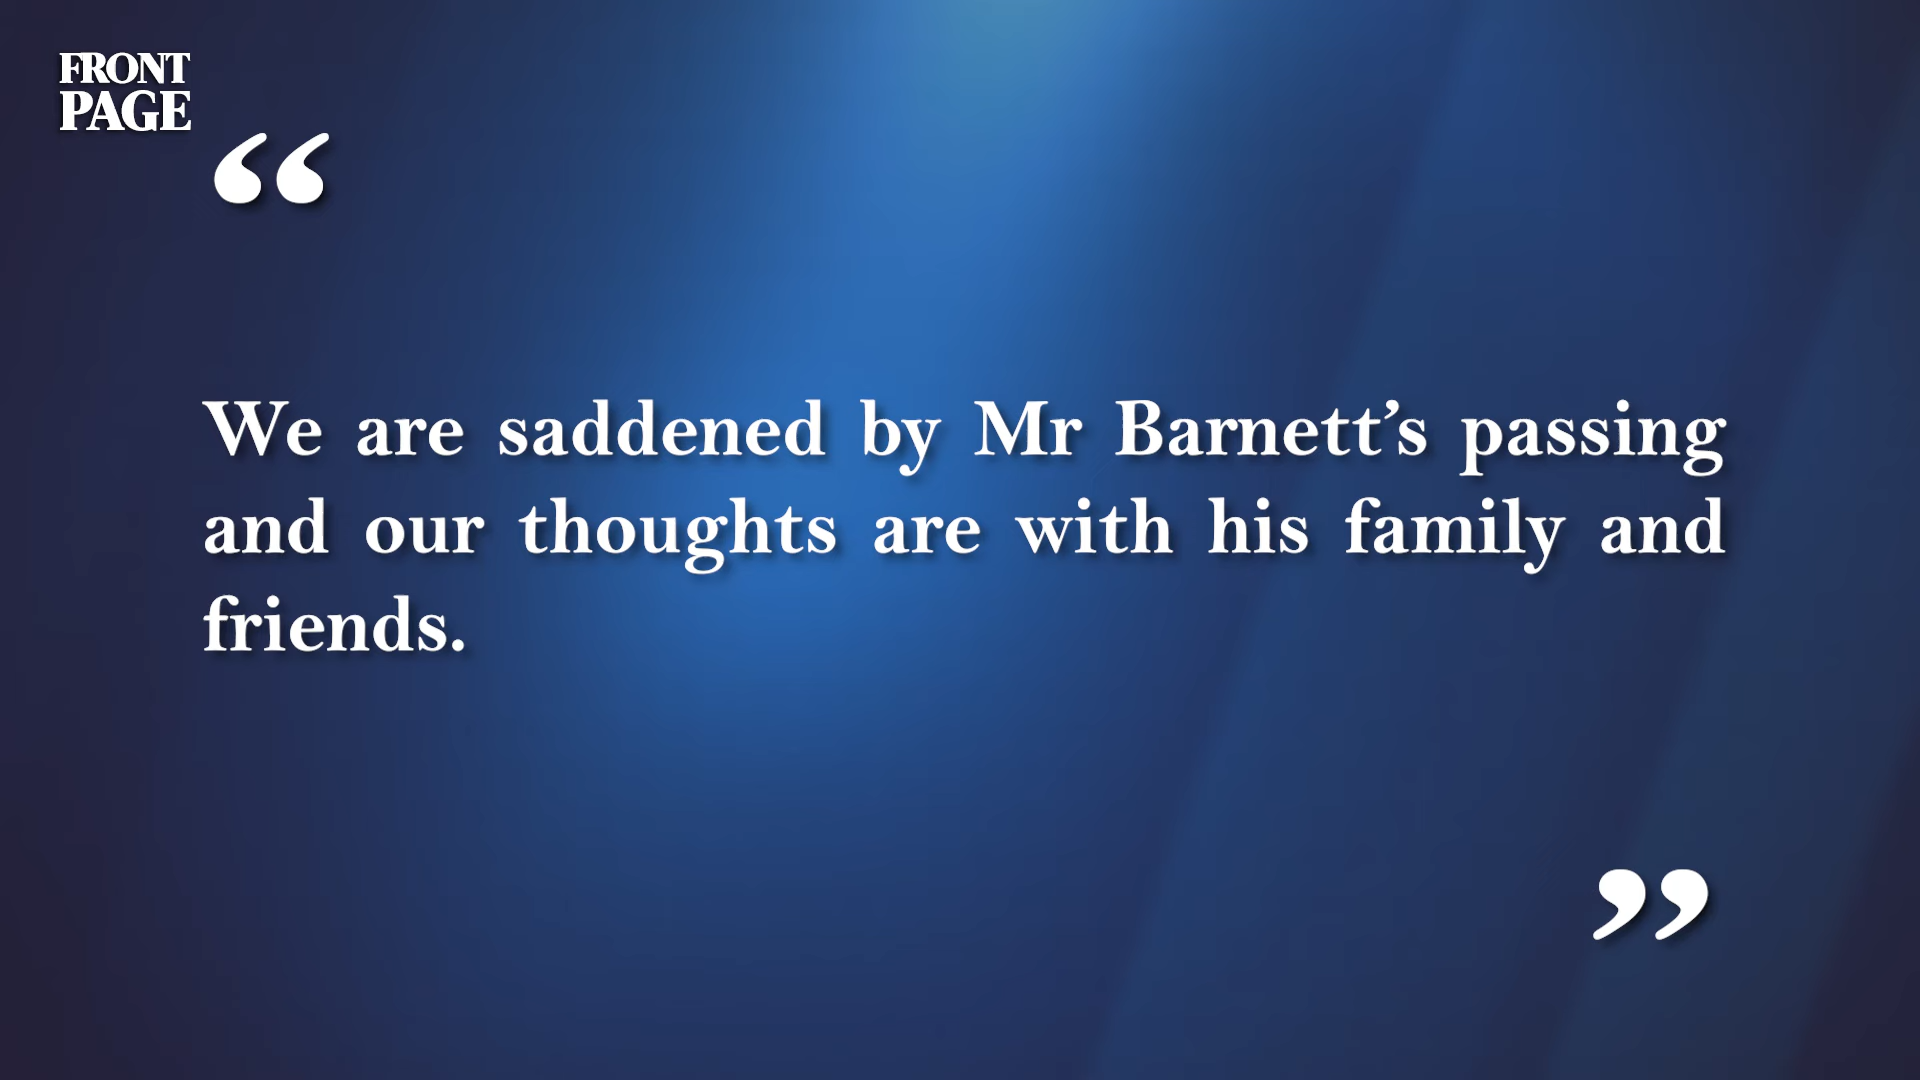 FRONT
PAGE
“
We are saddened by Mr Barnett’s passing
and our thoughts are with his family and
friends.
”